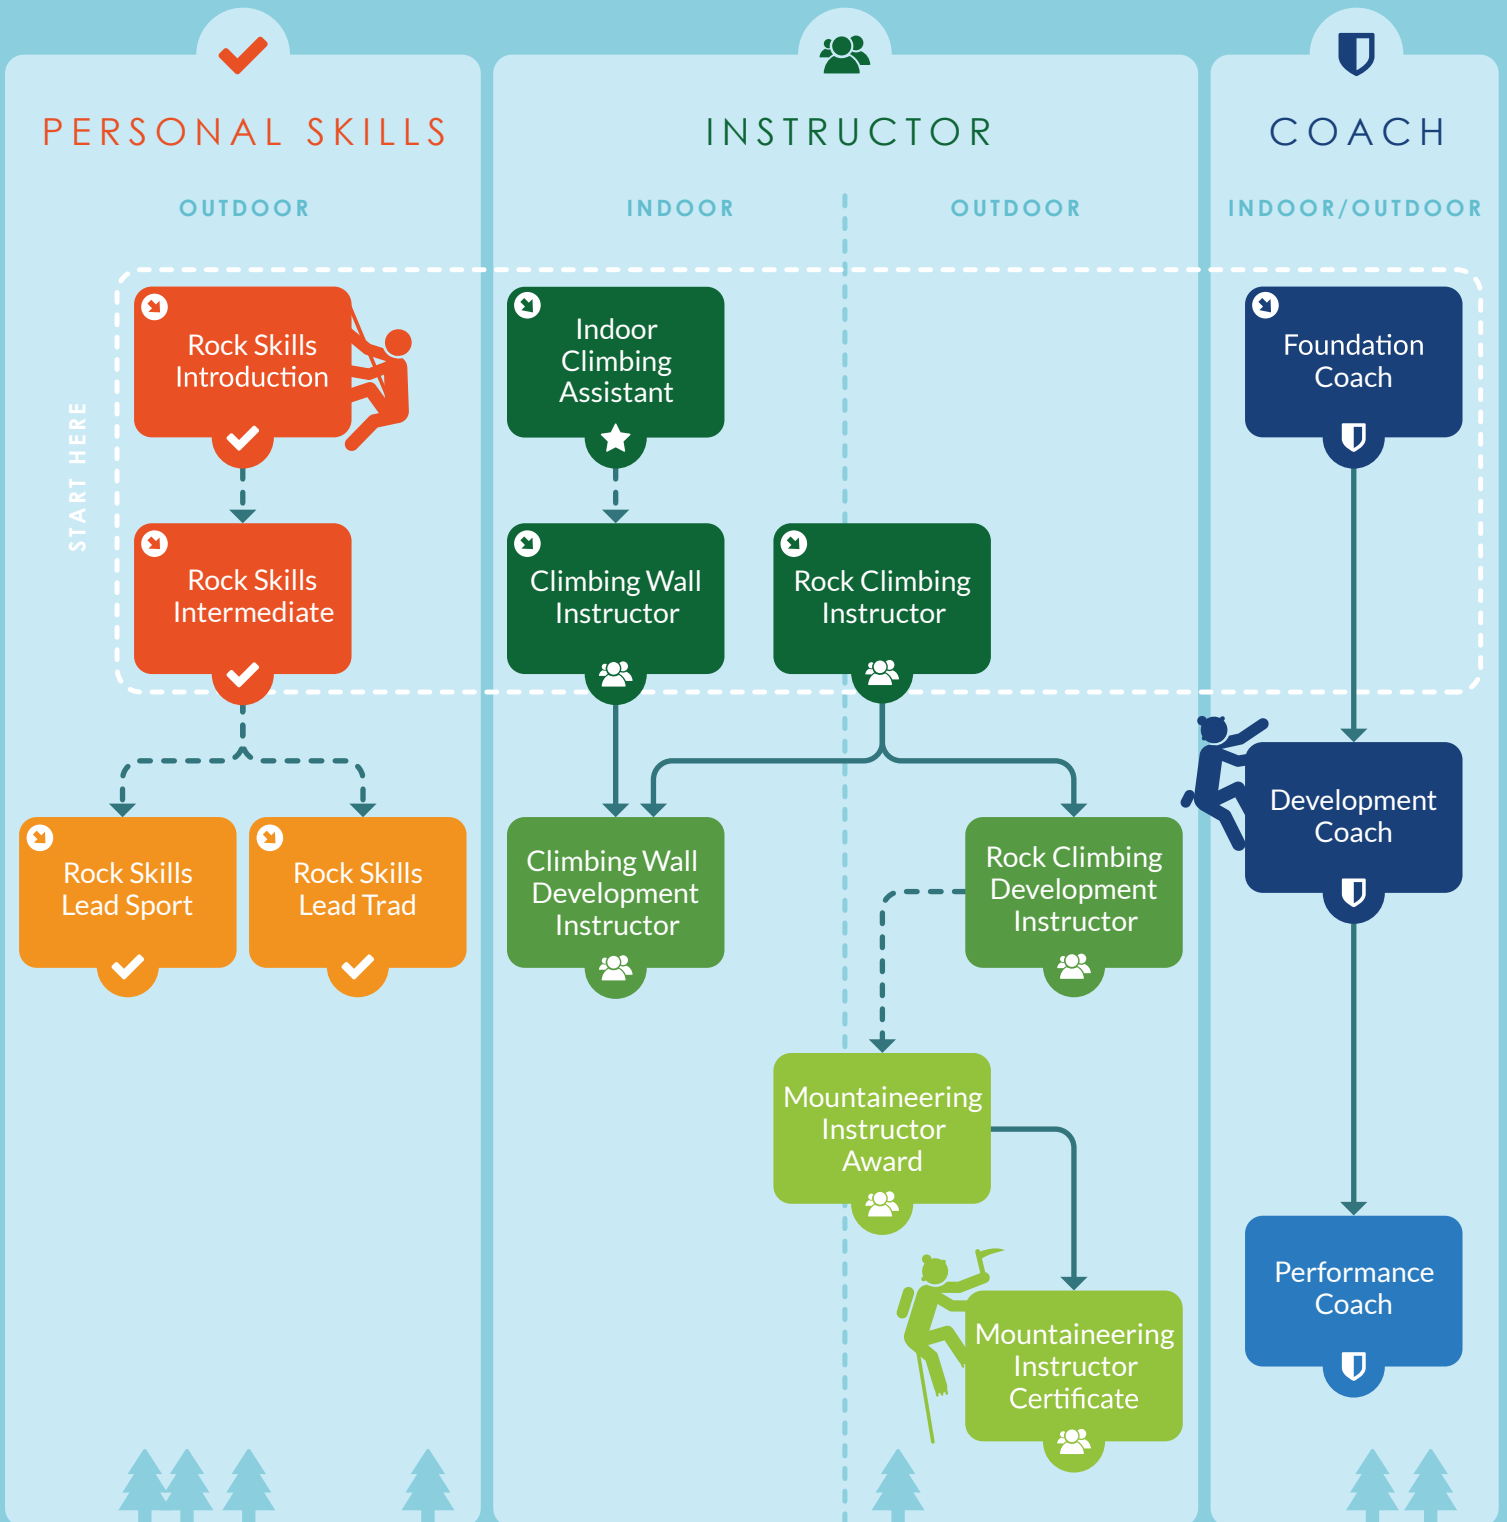 PERSONAL SKILLS
INSTRUCTOR
COACH
OUTDOOR
INDOOR
OUTDOOR
INDOOR/OUTDOOR
START HERE
Rock Skills
Introduction
Indoor
Climbing
Assistant
Foundation
Coach
Rock Skills
Intermediate
Climbing Wall
Instructor
Rock Climbing
Instructor
Development
Coach
Rock Skills
Lead Sport
Rock Skills
Lead Trad
Climbing Wall
Development
Instructor
Rock Climbing
Development
Instructor
Mountaineering
Instructor
Award
Performance
Coach
Mountaineering
Instructor
Certificate